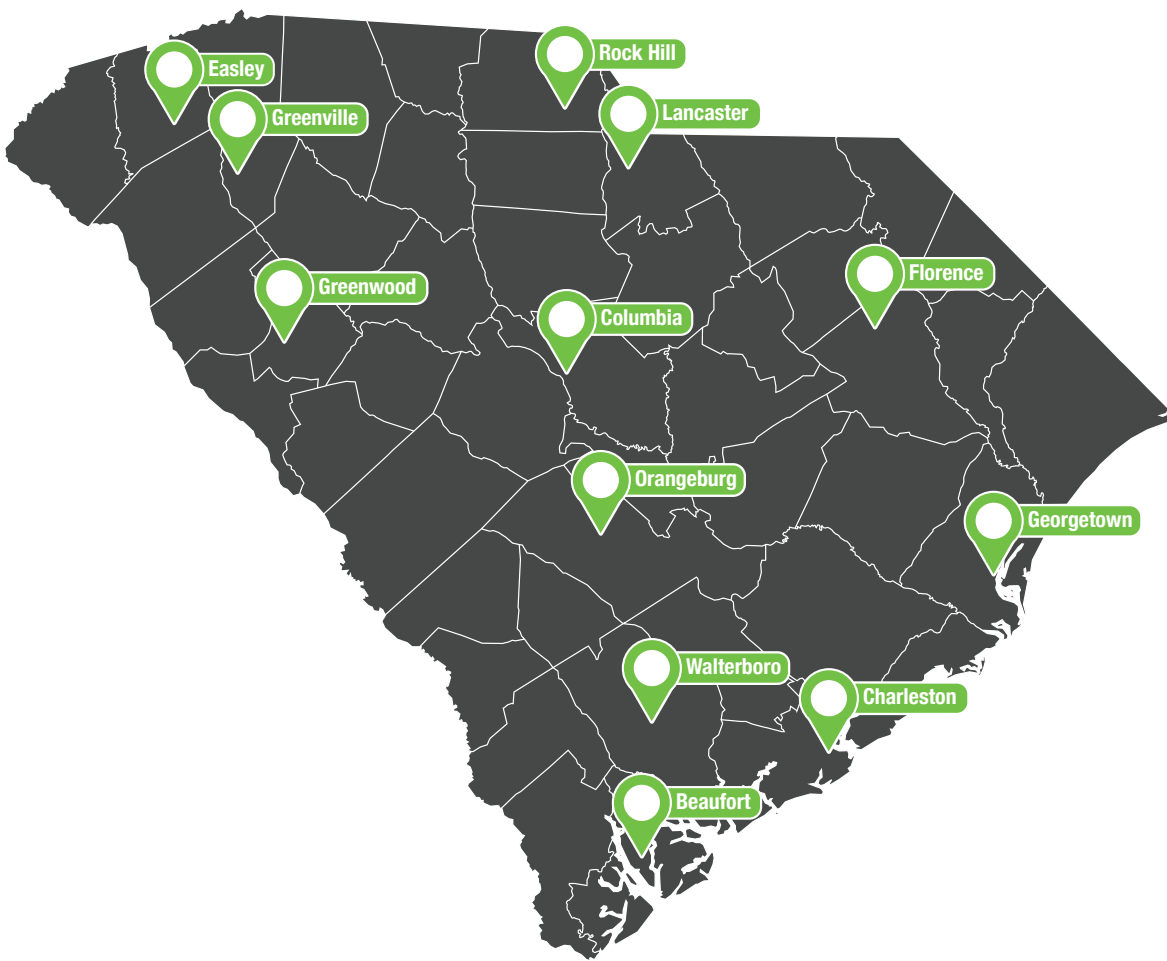 Rock Hill
Easley
Lancaster
Greenville
Florence
Greenwood
Columbia
Orangeburg
Georgetown
Walterboro
Charleston
Beaufort